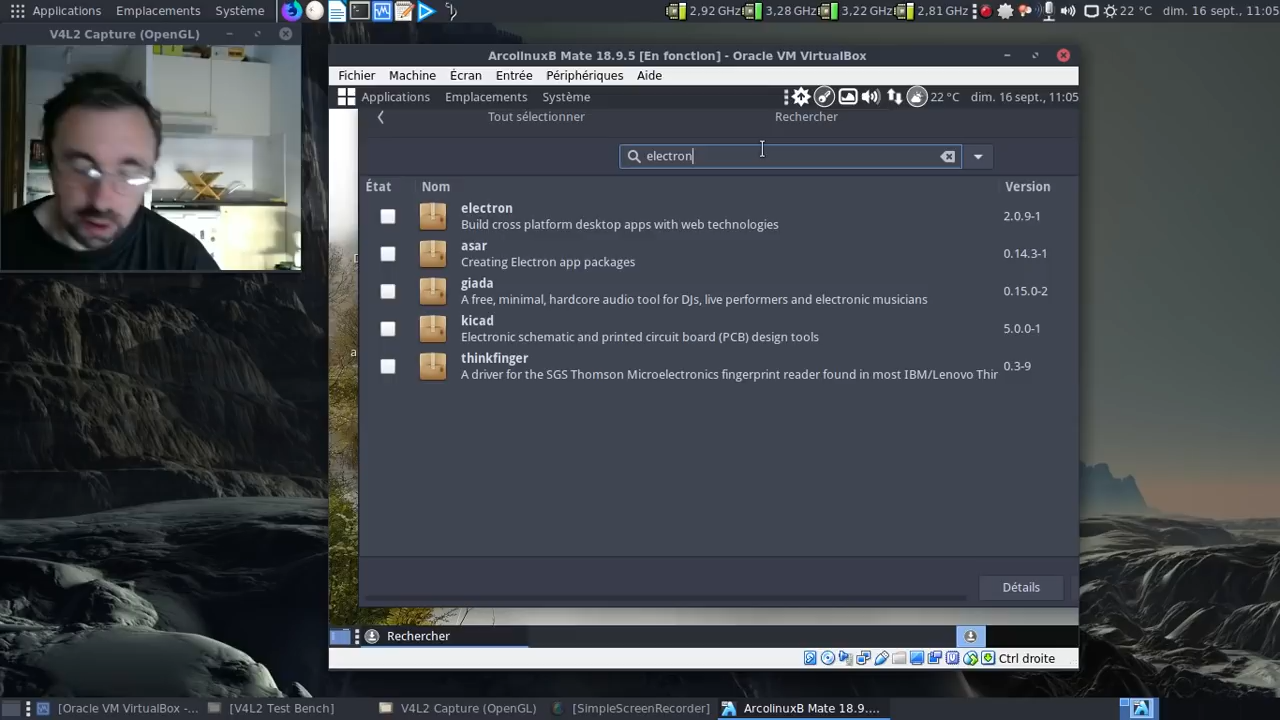 Applications Emplacements Système 2,92 GHz 3,28 GHz 3,22 GHz 2,81 GHz 22 °C dim. 16 sept., 11:05
V4L2 Capture (OpenGL)
ArcolinuxB Mate 18.9.5 [En fonction] - Oracle VM VirtualBox
Fichier Machine Écran Entrée Périphériques Aide
Applications Emplacements Système 22 °C dim. 16 sept., 11:05
Tout sélectionner Rechercher
electron
État Nom Version
electron
Build cross platform desktop apps with web technologies
2.0.9-1
asar
Creating Electron app packages
0.14.3-1
giada
A free, minimal, hardcore audio tool for DJs, live performers and electronic musicians
0.15.0-2
kicad
Electronic schematic and printed circuit board (PCB) design tools
5.0.0-1
thinkfinger
A driver for the SGS Thomson Microelectronics fingerprint reader found in most IBM/Lenovo Thin
0.3-9
Détails
Rechercher
Ctrl droite
[Oracle VM VirtualBox -... [V4L2 Test Bench] V4L2 Capture (OpenGL) [SimpleScreenRecorder] ArcolinuxB Mate 18.9....